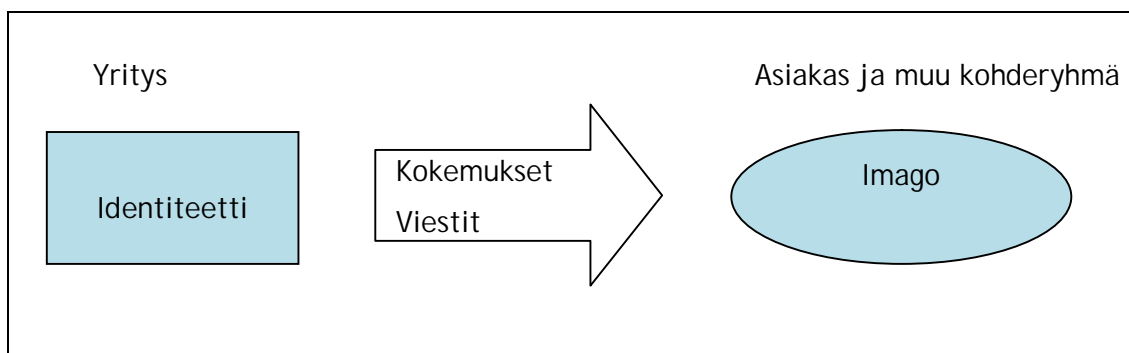 Yritys
Asiakas ja muu kohderyhmä
Identiteetti
Kokemukset
Viestit
Imago